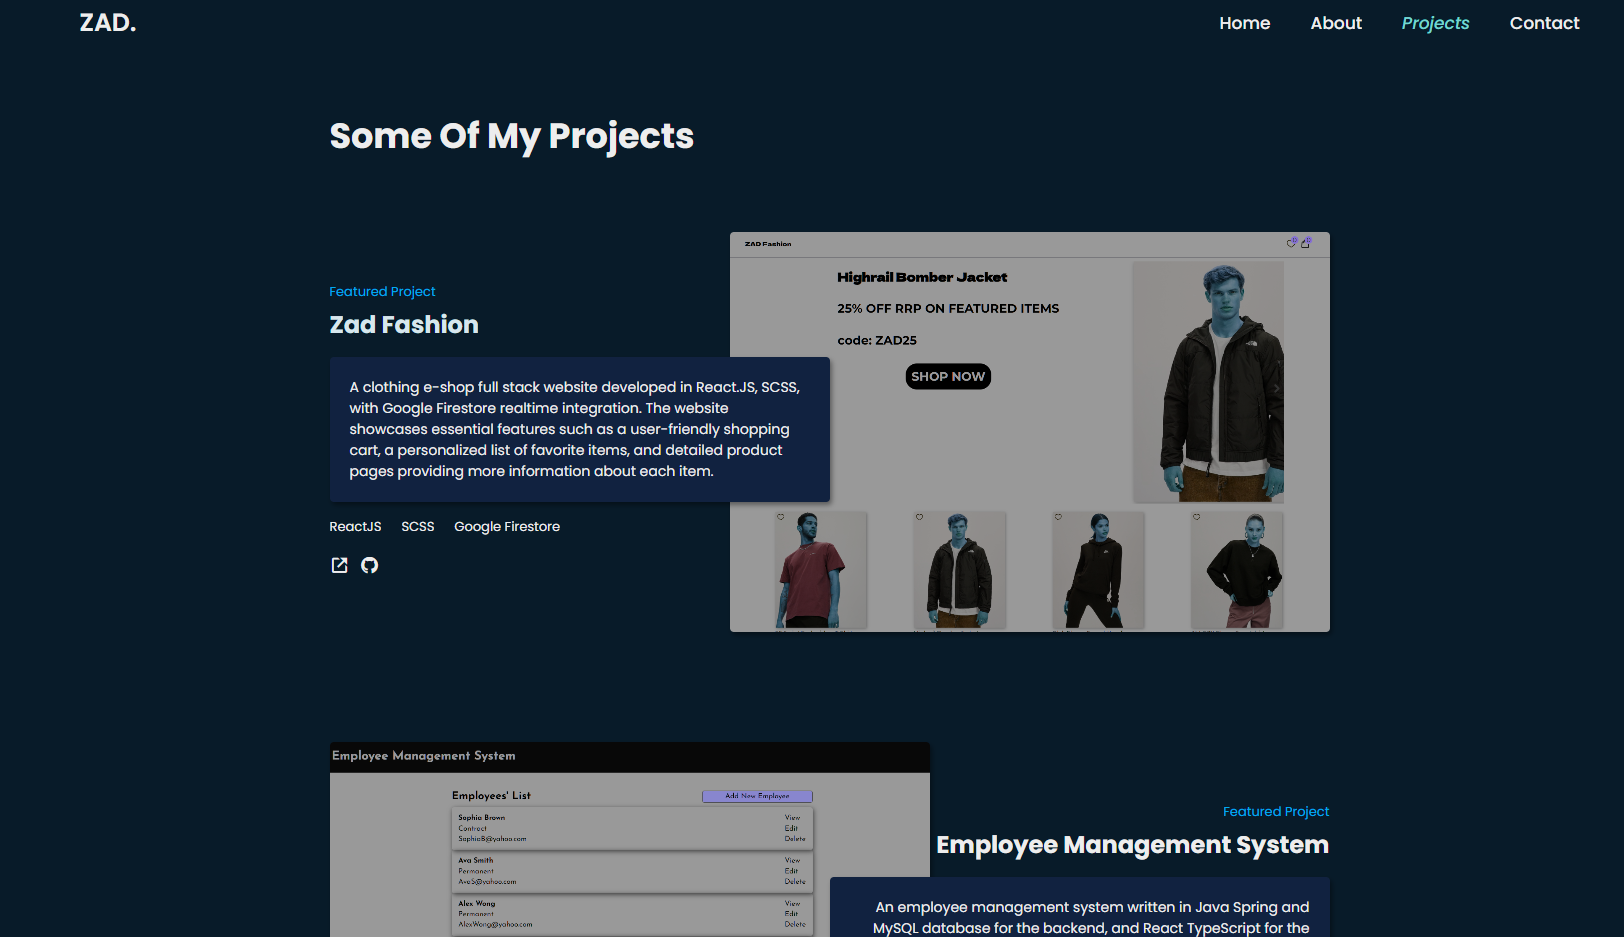 ZAD.
Home About Projects Contact
Some Of My Projects
Featured Project
Zad Fashion
A clothing e-shop full stack website developed in React.JS, SCSS,
with Google Firestore realtime integration. The website
showcases essential features such as a user-friendly shopping
cart, a personalized list of favorite items, and detailed product
pages providing more information about each item.
ReactJS SCSS Google Firestore
ZAD Fashion
Highrail Bomber Jacket
25% OFF RRP ON FEATURED ITEMS
code: ZAD25
SHOP NOW
Employee Management System
Employees' List
Add New Employee
Sophia Brown
Contract
SophiaB@yahoo.com
View
Edit
Delete
Ava Smith
Permanent
AvaS@yahoo.com
View
Edit
Delete
Alex Wong
Permanent
AlexWong@yahoo.com
View
Edit
Delete
Featured Project
Employee Management System
An employee management system written in Java Spring and
MySQL database for the backend, and React TypeScript for the